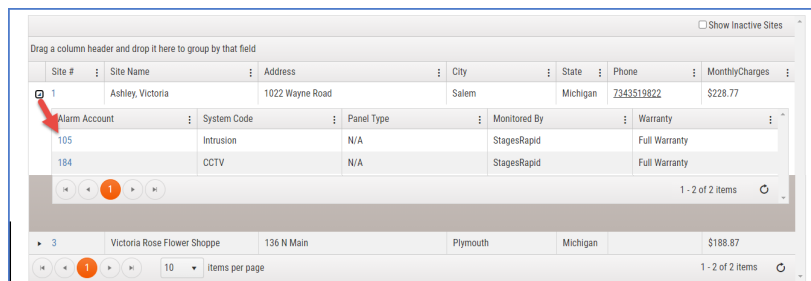 Show Inactive Sites
Drag a column header and drop it here to group by that field
Site # Site Name Address City State Phone MonthlyCharges
1 Ashley, Victoria 1022 Wayne Road Salem Michigan 7343519822 $228.77
Alarm Account System Code Panel Type Monitored By Warranty
105 Intrusion N/A StagesRapid Full Warranty
184 CCTV N/A StagesRapid Full Warranty
1 1 - 2 of 2 items
3 Victoria Rose Flower Shoppe 136 N Main Plymouth Michigan $188.87
1 10 items per page 1 - 2 of 2 items